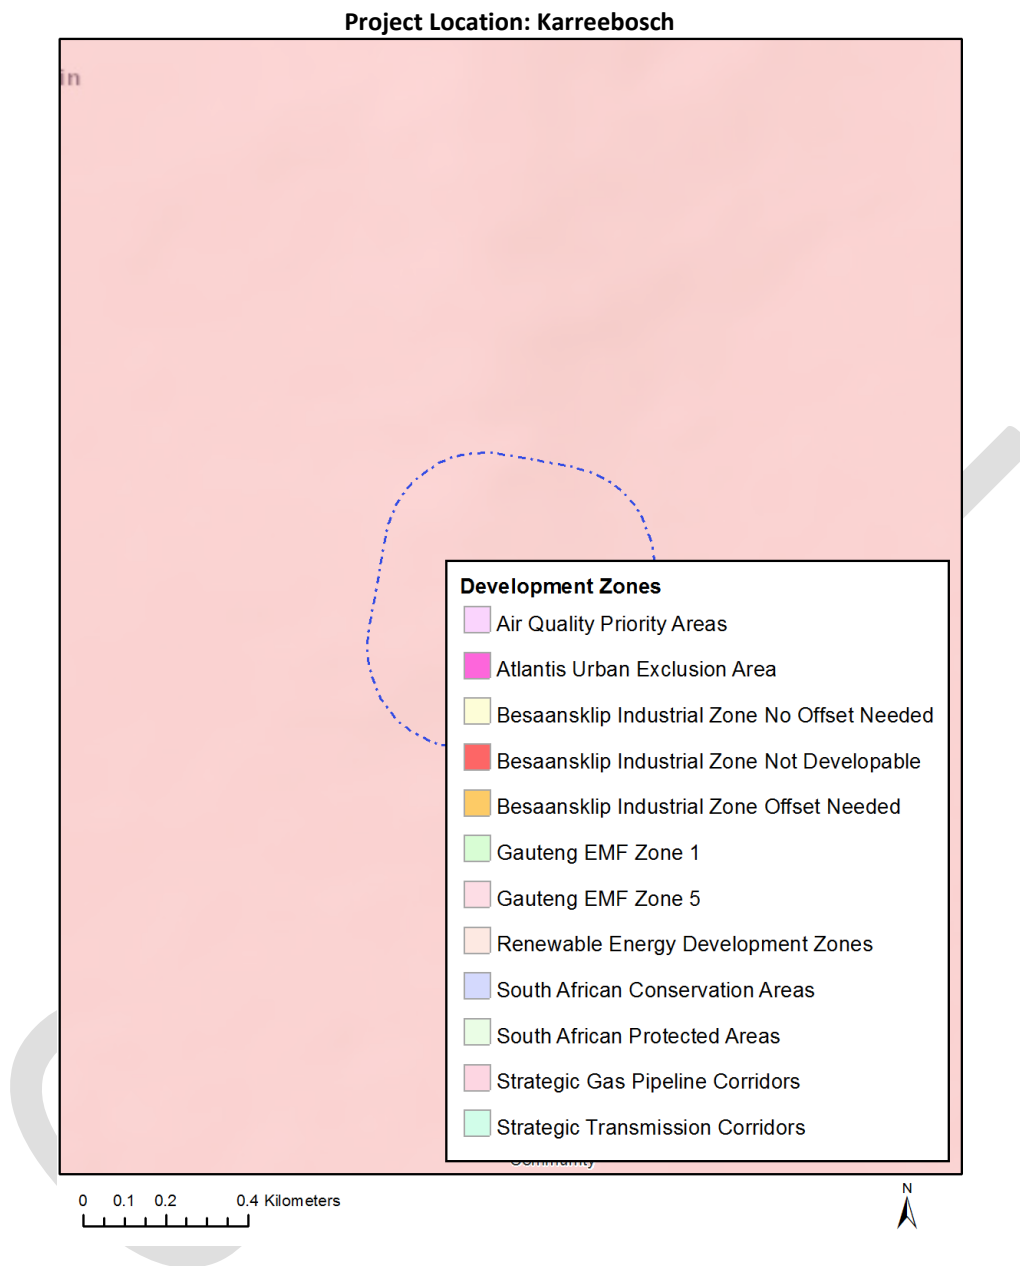 Project Location: Karreebosch
in
Development Zones
Air Quality Priority Areas
Atlantis Urban Exclusion Area
Besaansklip Industrial Zone No Offset Needed
Besaansklip Industrial Zone Not Developable
Besaansklip Industrial Zone Offset Needed
Gauteng EMF Zone 1
Gauteng EMF Zone 5
Renewable Energy Development Zones
South African Conservation Areas
South African Protected Areas
Strategic Gas Pipeline Corridors
Strategic Transmission Corridors
Community
0 0.1 0.2 0.4 Kilometers
N